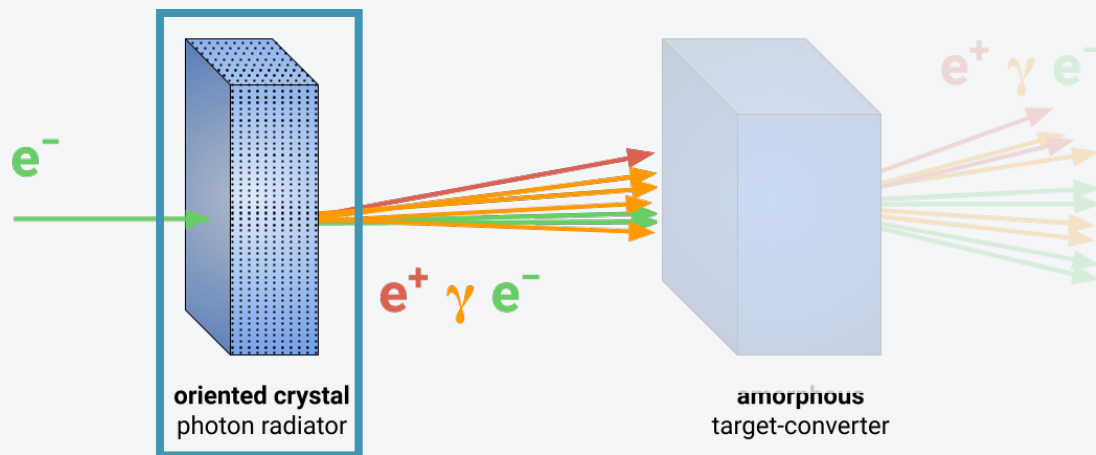 e⁺ γ e⁻
e⁻
e⁺ γ e⁻
oriented crystal
photon radiator
amorphous
target-converter